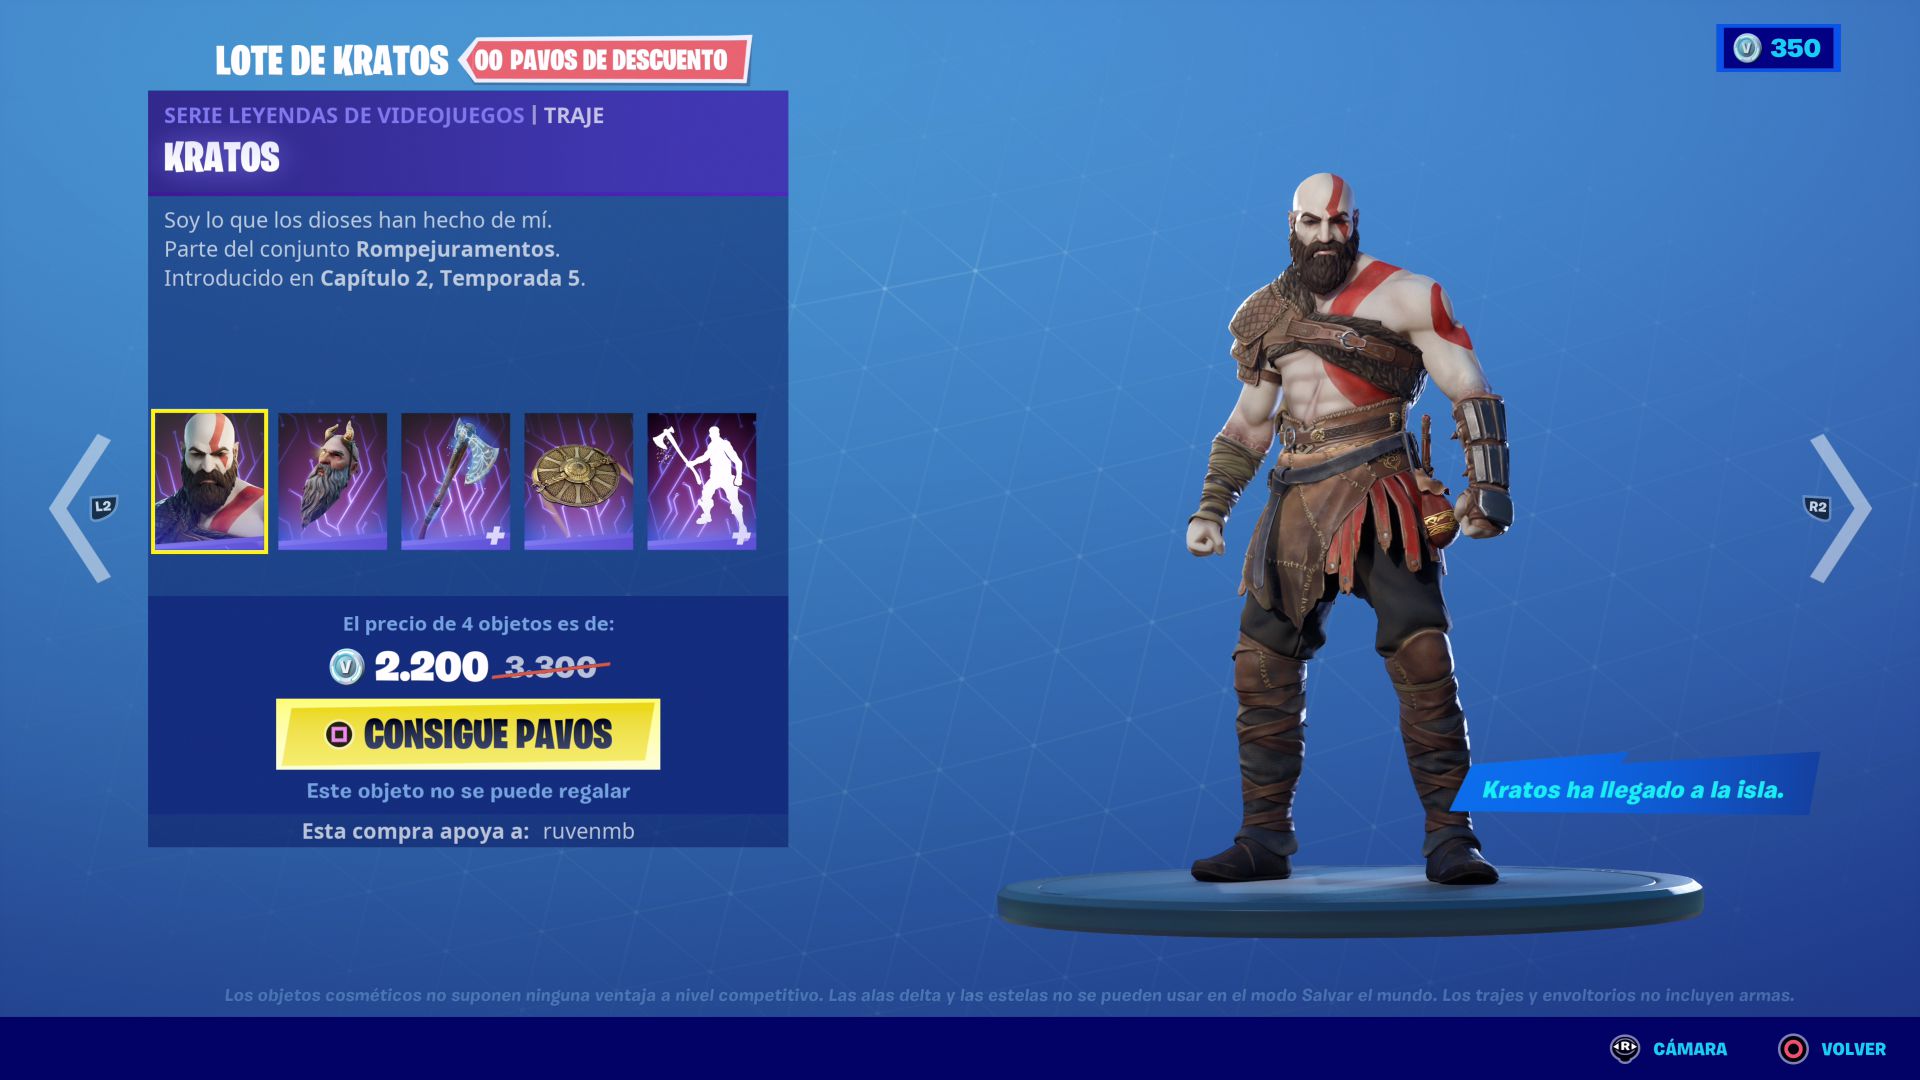 LOTE DE KRATOS
00 PAVOS DE DESCUENTO
350
SERIE LEYENDAS DE VIDEOJUEGOS | TRAJE
KRATOS
Soy lo que los dioses han hecho de mí.
Parte del conjunto Rompejuramentos.
Introducido en Capítulo 2, Temporada 5.
L2
R2
El precio de 4 objetos es de:
2.200 3.300
CONSIGUE PAVOS
Este objeto no se puede regalar
Esta compra apoya a: ruvenmb
Kratos ha llegado a la isla.
Los objetos cosméticos no suponen ninguna ventaja a nivel competitivo. Las alas delta y las estelas no se pueden usar en el modo Salvar el mundo. Los trajes y envoltorios no incluyen armas.
R CÁMARA
VOLVER